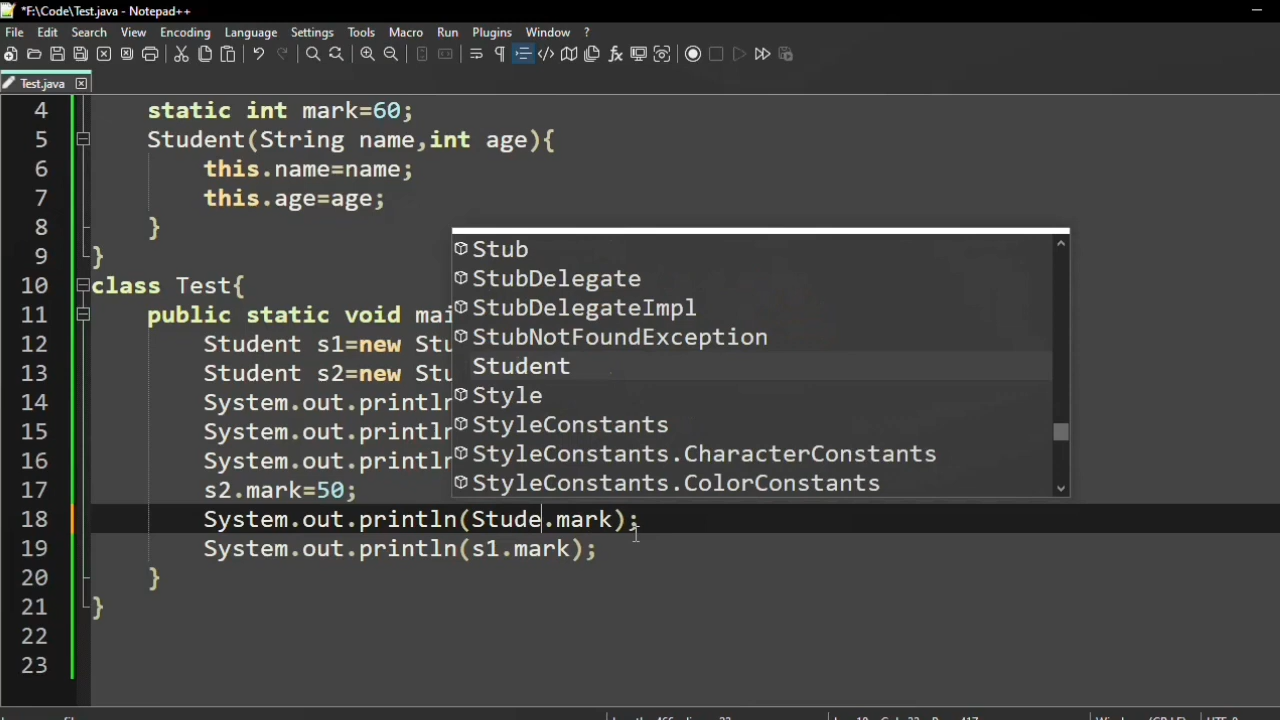 *F:\Code\Test.java - Notepad++
File Edit Search View Encoding Language Settings Tools Macro Run Plugins Window ?
Test.java
4 static int mark=60;
5 Student(String name,int age){
6 this.name=name;
7 this.age=age;
8 }
9 }
10 class Test{
11 public static void mai
12 Student s1=new Stu
13 Student s2=new Stu
14 System.out.println
15 System.out.println
16 System.out.println
17 s2.mark=50;
18 System.out.println(Stude.mark);
19 System.out.println(s1.mark);
20 }
21 }
22
23
Stub
StubDelegate
StubDelegateImpl
StubNotFoundException
Student
Style
StyleConstants
StyleConstants.CharacterConstants
StyleConstants.ColorConstants